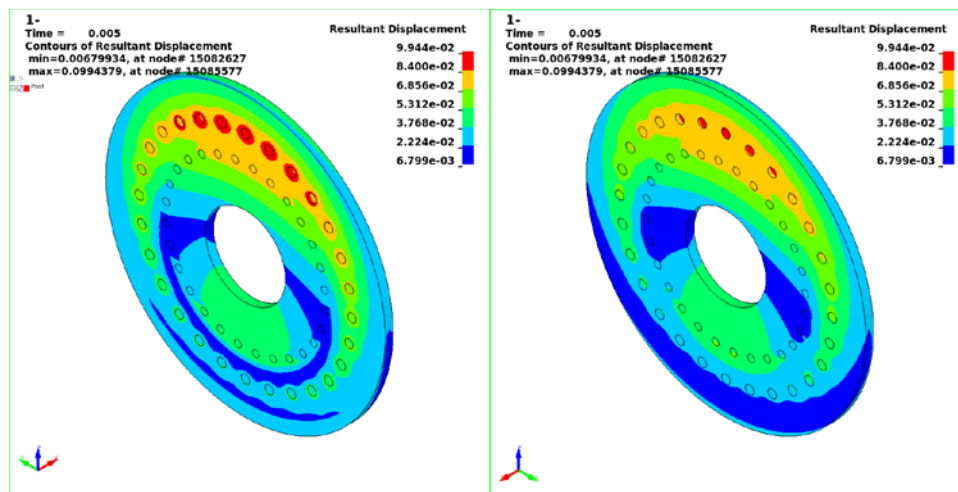 1-
Time = 0.005
Contours of Resultant Displacement
min=0.00679934, at node# 15082627
max=0.0994379, at node# 15085577
Resultant Displacement
9.944e-02
8.400e-02
6.856e-02
5.312e-02
3.768e-02
2.224e-02
6.799e-03
1-
Time = 0.005
Contours of Resultant Displacement
min=0.00679934, at node# 15082627
max=0.0994379, at node# 15085577
Resultant Displacement
9.944e-02
8.400e-02
6.856e-02
5.312e-02
3.768e-02
2.224e-02
6.799e-03